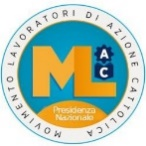 MOVIMENTO LAVORATORI DI AZIONE CATTOLICA
AC
ML
Presidenza
Nazionale